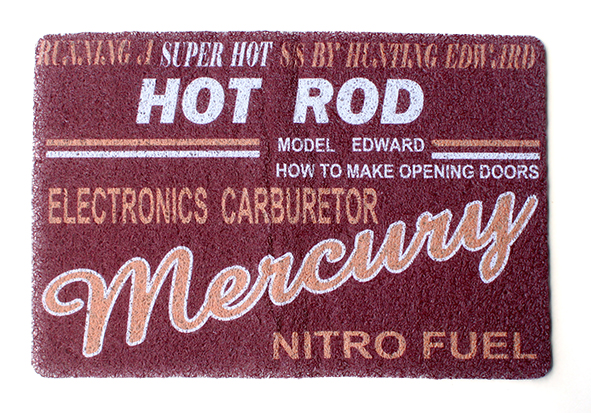 RUNNING A SUPER HOT SS BY HUNTING EDWARD
HOT ROD
MODEL EDWARD
HOW TO MAKE OPENING DOORS
ELECTRONICS CARBURETOR
Mercury
NITRO FUEL